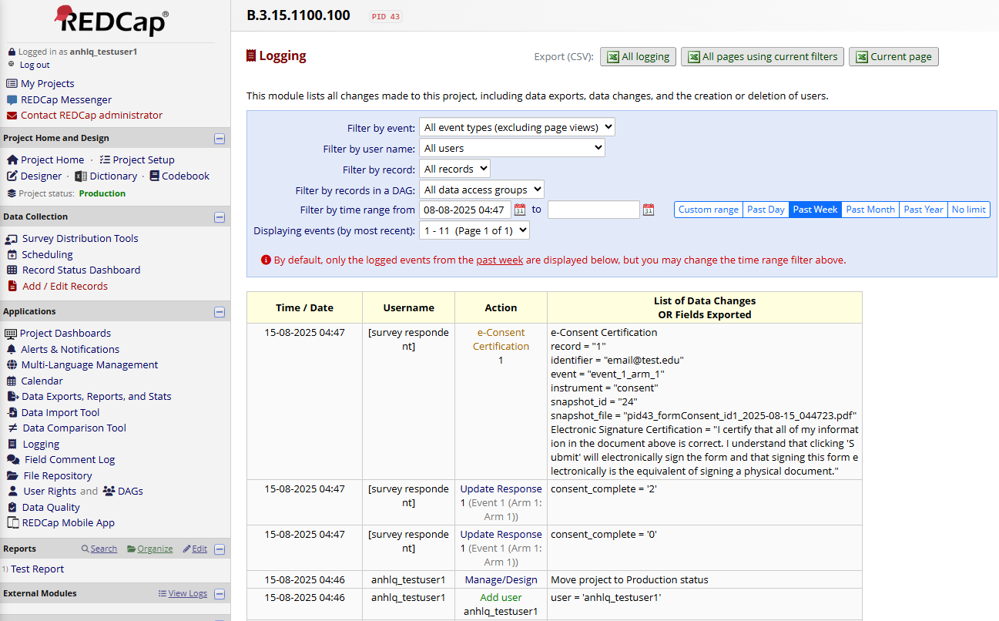 REDCap®
Logged in as anhlq_testuser1
Log out
My Projects
REDCap Messenger
Contact REDCap administrator
Project Home and Design
Project Home · Project Setup
Designer · Dictionary · Codebook
Project status: Production
Data Collection
Survey Distribution Tools
Scheduling
Record Status Dashboard
Add / Edit Records
Applications
Project Dashboards
Alerts & Notifications
Multi-Language Management
Calendar
Data Exports, Reports, and Stats
Data Import Tool
Data Comparison Tool
Logging
Field Comment Log
File Repository
User Rights and DAGs
Data Quality
REDCap Mobile App
Reports Search Organize Edit
1) Test Report
External Modules View Logs
B.3.15.1100.100 PID 43
Logging
Export (CSV): All logging All pages using current filters Current page
This module lists all changes made to this project, including data exports, data changes, and the creation or deletion of users.
Filter by event: All event types (excluding page views)
Filter by user name: All users
Filter by record: All records
Filter by records in a DAG: All data access groups
Filter by time range from 08-08-2025 04:47 31 to 31 Custom range Past Day Past Week Past Month Past Year No limit
Displaying events (by most recent): 1 - 11 (Page 1 of 1)
By default, only the logged events from the past week are displayed below, but you may change the time range filter above.
Time / Date
Username
Action
List of Data Changes
OR Fields Exported
15-08-2025 04:47
[survey responde
nt]
e-Consent
Certification
1
e-Consent Certification
record = "1"
identifier = "email@test.edu"
event = "event_1_arm_1"
instrument = "consent"
snapshot_id = "24"
snapshot_file = "pid43_formConsent_id1_2025-08-15_044723.pdf"
Electronic Signature Certification = "I certify that all of my informat
ion in the document above is correct. I understand that clicking 'S
ubmit' will electronically sign the form and that signing this form e
lectronically is the equivalent of signing a physical document."
15-08-2025 04:47
[survey responde
nt]
Update Response
1 (Event 1 (Arm 1:
Arm 1))
consent_complete = '2'
15-08-2025 04:47
[survey responde
nt]
Update Response
1 (Event 1 (Arm 1:
Arm 1))
consent_complete = '0'
15-08-2025 04:46
anhlq_testuser1
Manage/Design
Move project to Production status
15-08-2025 04:46
anhlq_testuser1
Add user
anhlq_testuser1
user = 'anhlq_testuser1'